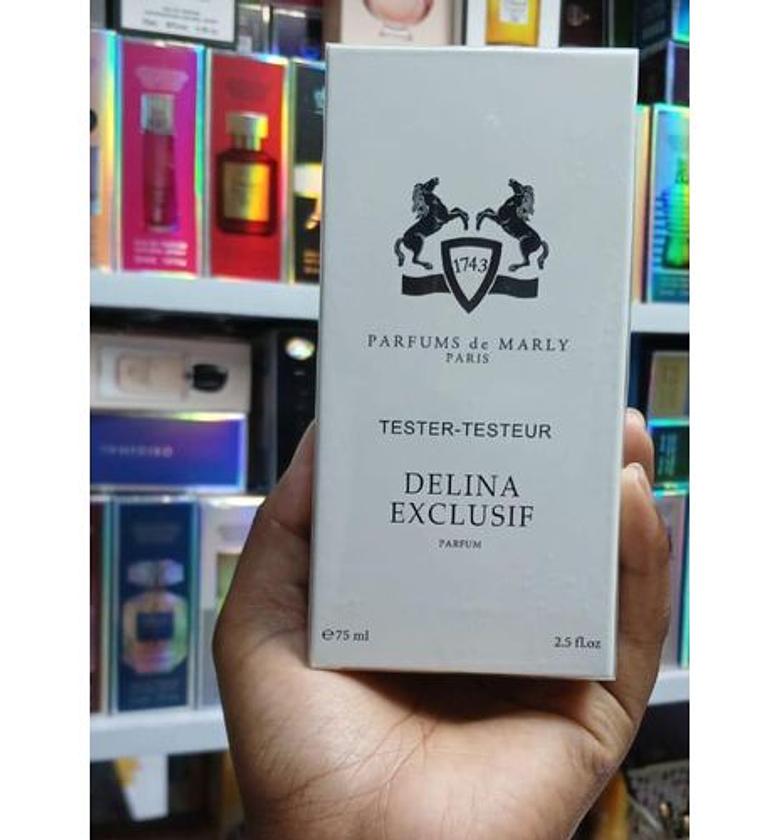 1743
PARFUMS de MARLY
PARIS
TESTER-TESTEUR
DELINA
EXCLUSIF
PARFUM
℮75 ml
2.5 fl.oz